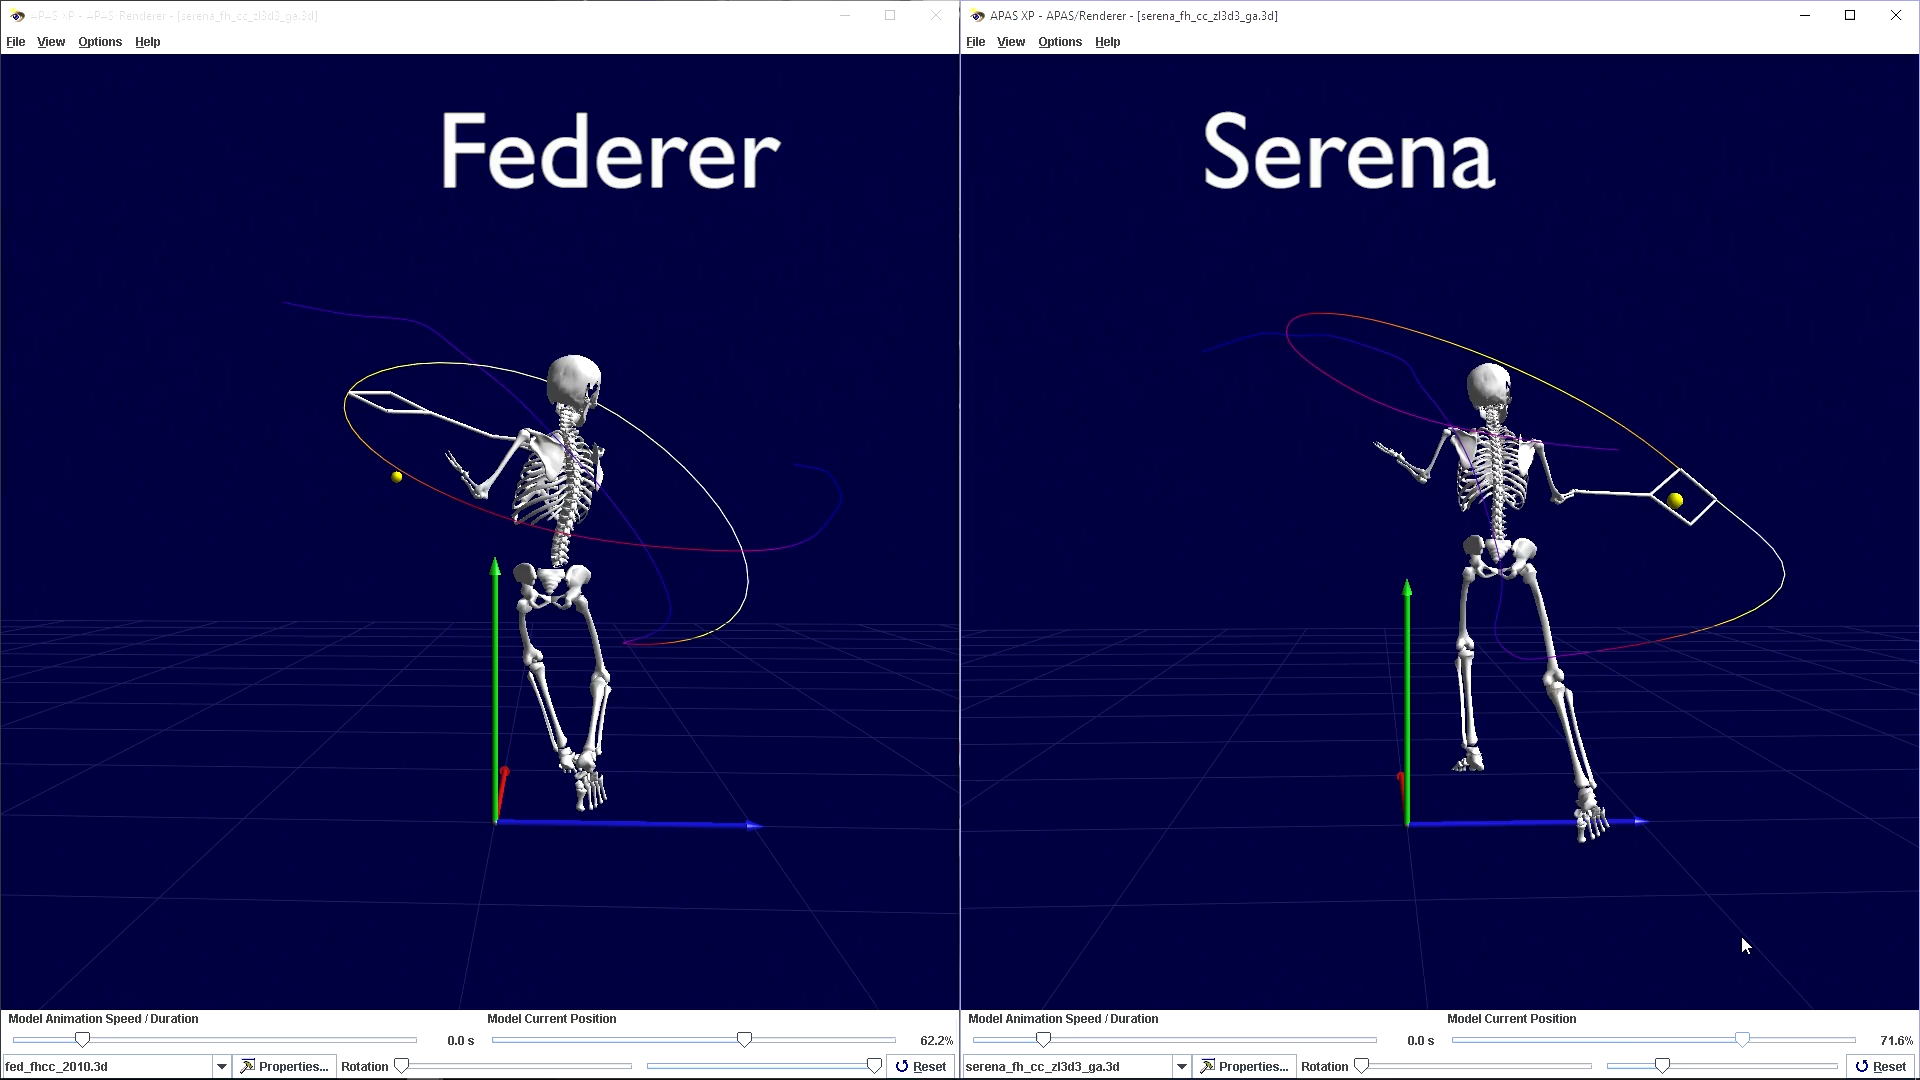 APAS XP - APAS/Renderer - [serena_fh_cc_zl3d3_ga.3d]
File View Options Help
Federer
Model Animation Speed / Duration
Model Current Position
0.0 s
62.2%
fed_fhcc_2010.3d
Properties...
Rotation
Reset
APAS XP - APAS/Renderer - [serena_fh_cc_zl3d3_ga.3d]
File View Options Help
Serena
Model Animation Speed / Duration
Model Current Position
0.0 s
71.6%
serena_fh_cc_zl3d3_ga.3d
Properties...
Rotation
Reset